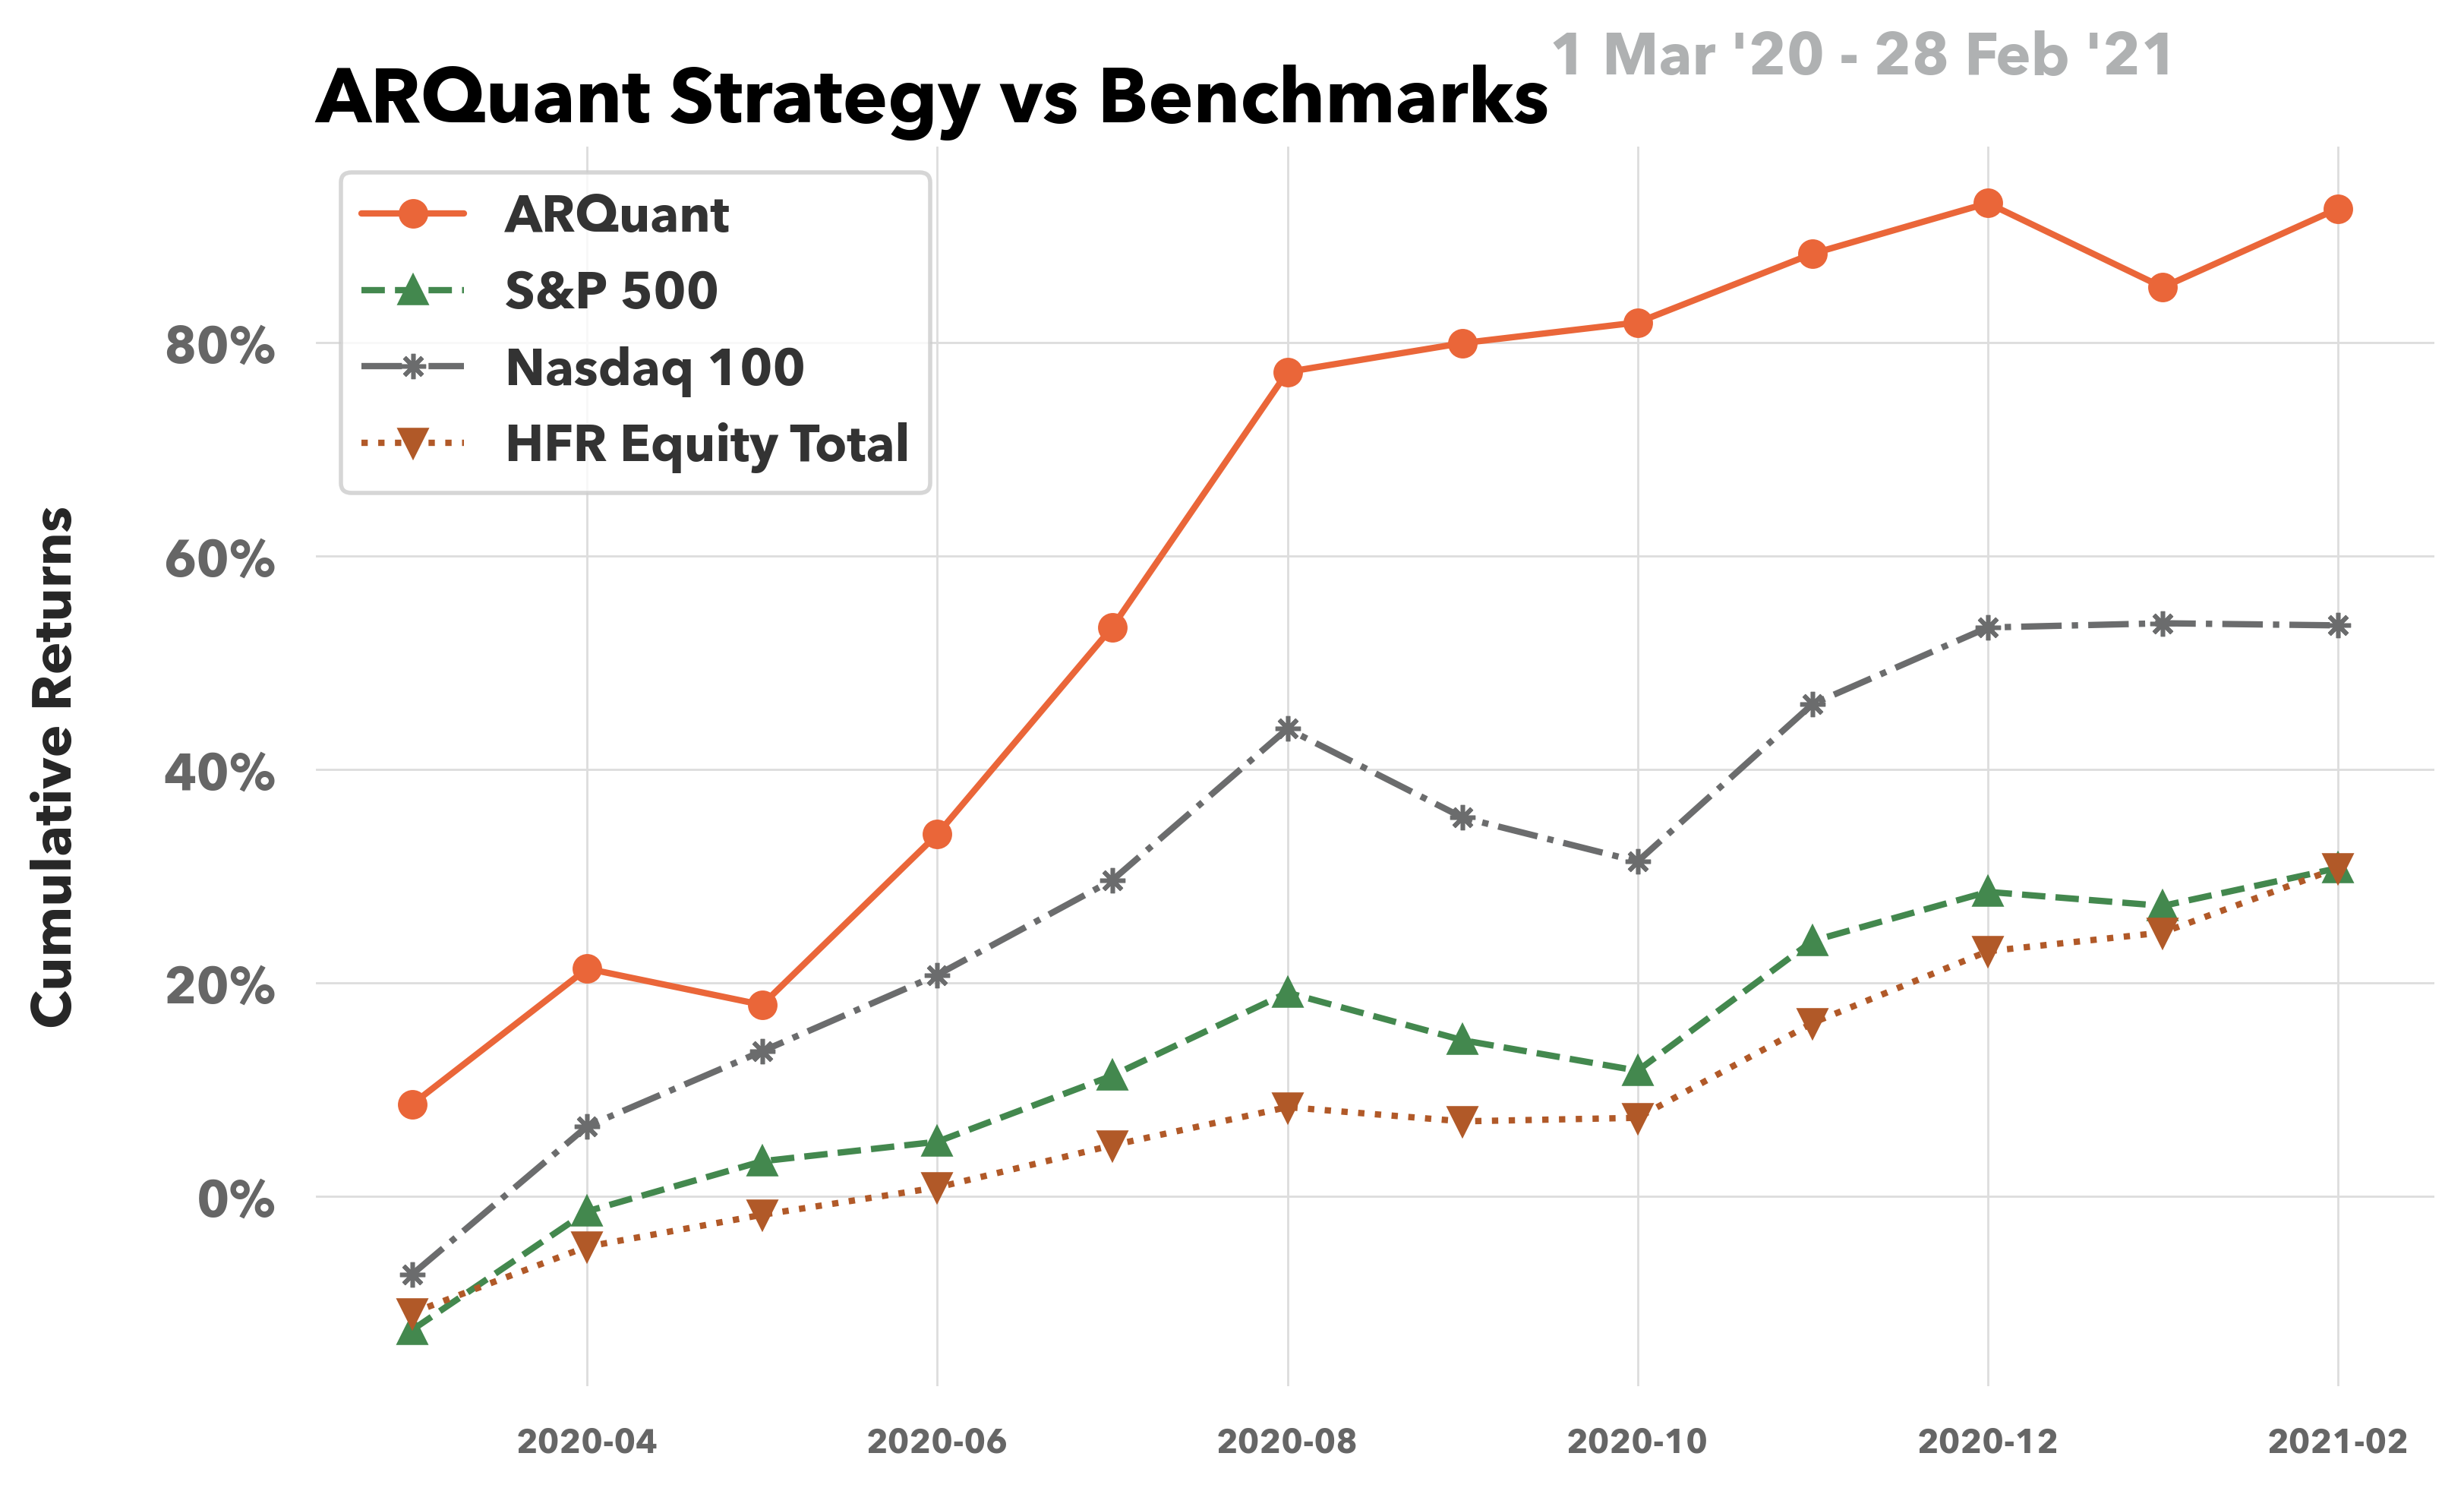 1 Mar '20 - 28 Feb '21
ARQuant Strategy vs Benchmarks
ARQuant
S&P 500
Nasdaq 100
HFR Equity Total
Cumulative Returns
80%
60%
40%
20%
0%
2020-04
2020-06
2020-08
2020-10
2020-12
2021-02